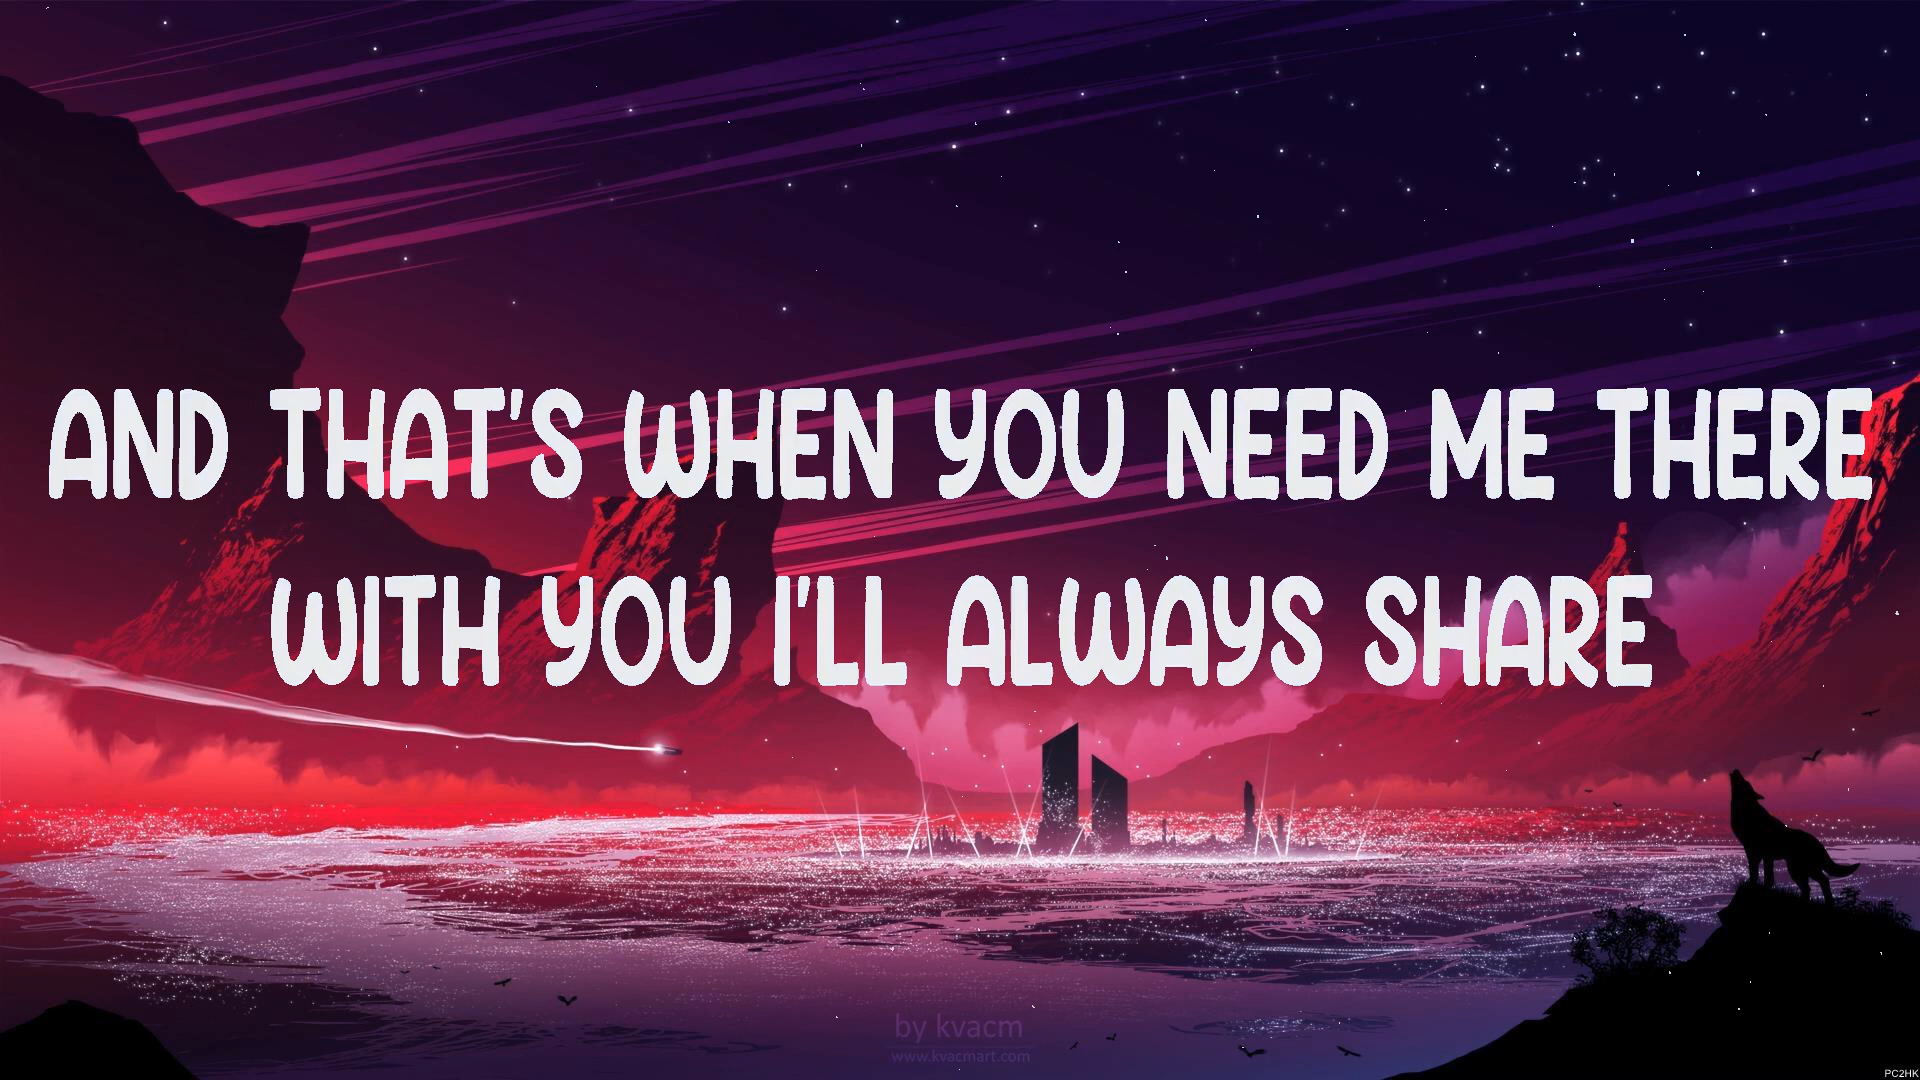 AND THAT'S WHEN YOU NEED ME THERE
WITH YOU I'LL ALWAYS SHARE
by kvacm
www.kvacmart.com
PC2HK